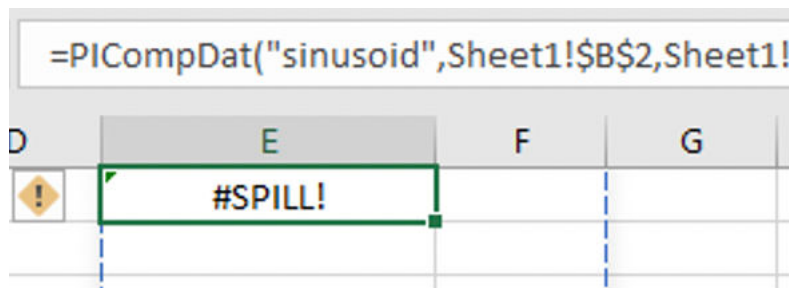 =PICompDat("sinusoid",Sheet1!$B$2,Sheet1!
D E F G
! #SPILL!